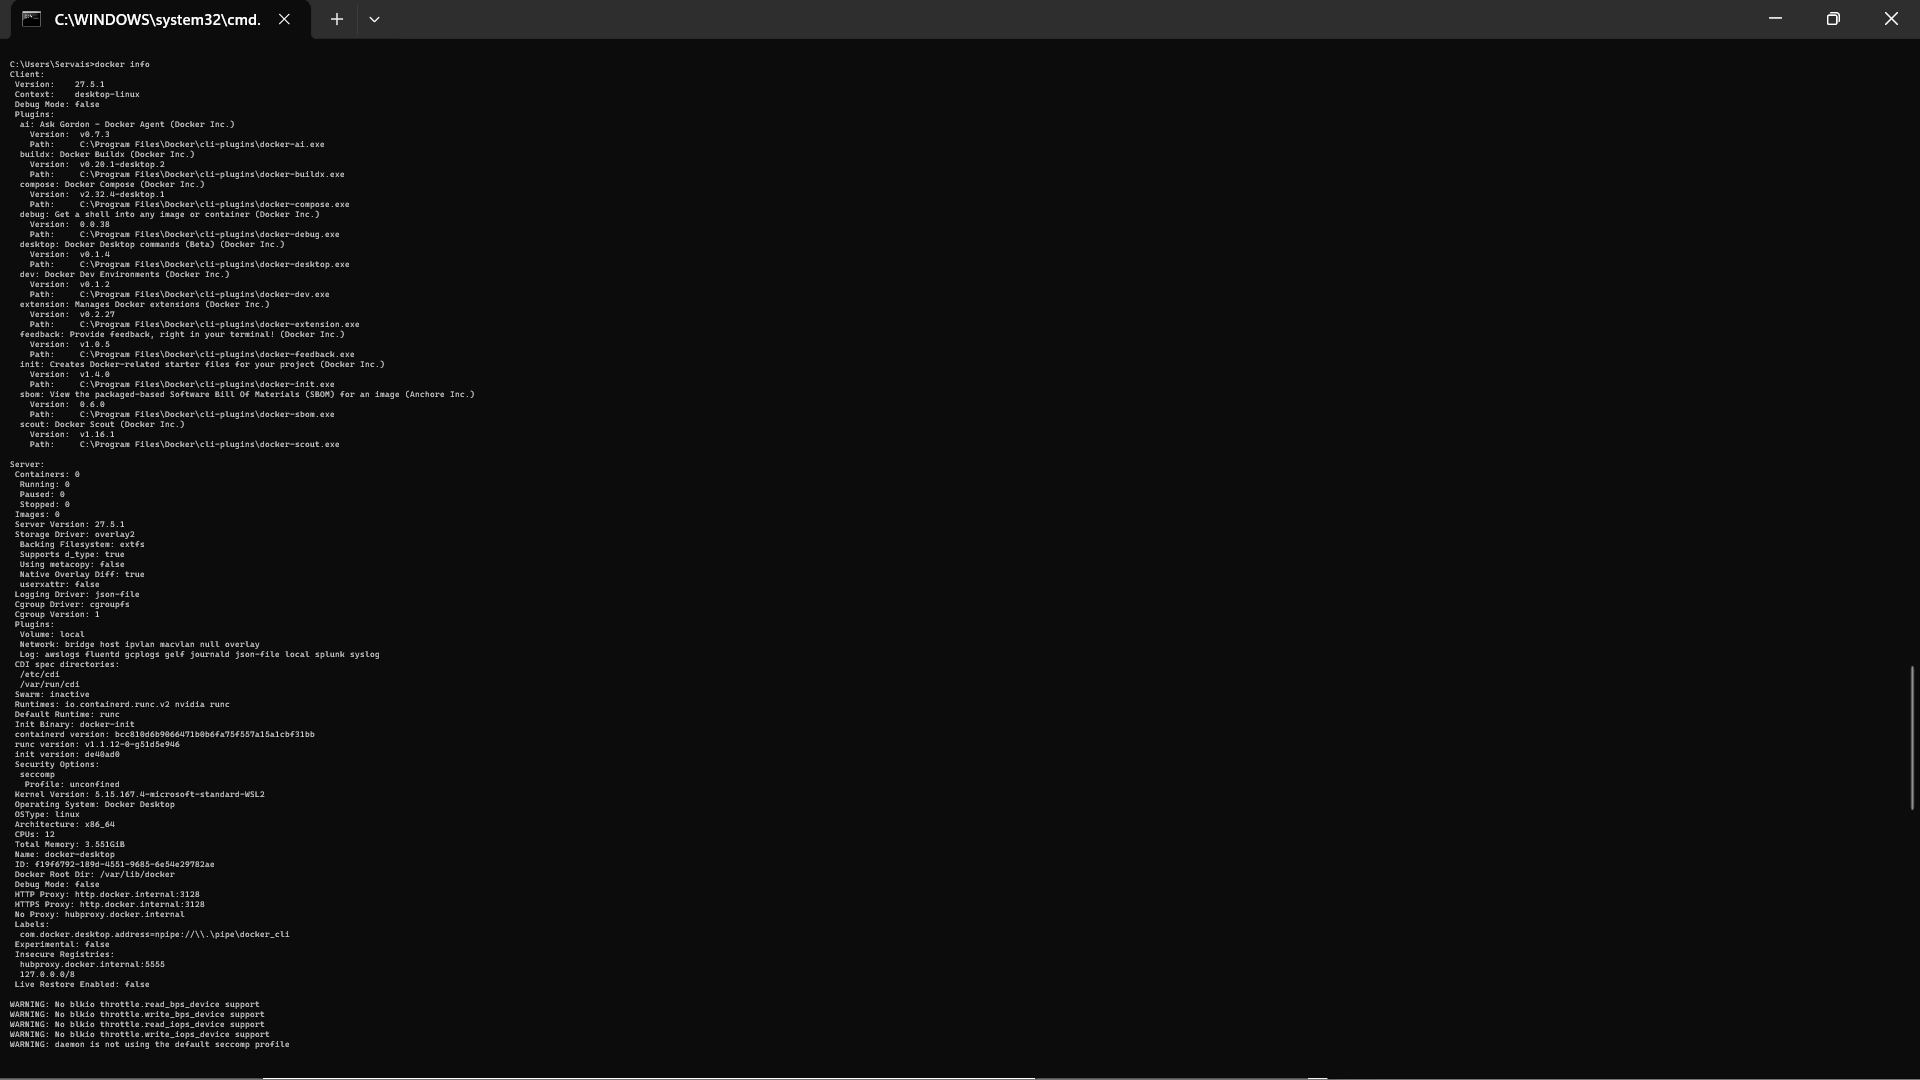 C:\WINDOWS\system32\cmd.
C:\Users\Servais>docker info
Client:
Version: 27.5.1
Context: desktop-linux
Debug Mode: false
Plugins:
ai: Ask Gordon - Docker Agent (Docker Inc.)
Version: v0.7.3
Path: C:\Program Files\Docker\cli-plugins\docker-ai.exe
buildx: Docker Buildx (Docker Inc.)
Version: v0.20.1-desktop.2
Path: C:\Program Files\Docker\cli-plugins\docker-buildx.exe
compose: Docker Compose (Docker Inc.)
Version: v2.32.4-desktop.1
Path: C:\Program Files\Docker\cli-plugins\docker-compose.exe
debug: Get a shell into any image or container (Docker Inc.)
Version: 0.0.38
Path: C:\Program Files\Docker\cli-plugins\docker-debug.exe
desktop: Docker Desktop commands (Beta) (Docker Inc.)
Version: v0.1.4
Path: C:\Program Files\Docker\cli-plugins\docker-desktop.exe
dev: Docker Dev Environments (Docker Inc.)
Version: v0.1.2
Path: C:\Program Files\Docker\cli-plugins\docker-dev.exe
extension: Manages Docker extensions (Docker Inc.)
Version: v0.2.27
Path: C:\Program Files\Docker\cli-plugins\docker-extension.exe
feedback: Provide feedback, right in your terminal! (Docker Inc.)
Version: v1.0.5
Path: C:\Program Files\Docker\cli-plugins\docker-feedback.exe
init: Creates Docker-related starter files for your project (Docker Inc.)
Version: v1.4.0
Path: C:\Program Files\Docker\cli-plugins\docker-init.exe
sbom: View the packaged-based Software Bill Of Materials (SBOM) for an image (Anchore Inc.)
Version: 0.6.0
Path: C:\Program Files\Docker\cli-plugins\docker-sbom.exe
scout: Docker Scout (Docker Inc.)
Version: v1.16.1
Path: C:\Program Files\Docker\cli-plugins\docker-scout.exe
Server:
Containers: 0
Running: 0
Paused: 0
Stopped: 0
Images: 0
Server Version: 27.5.1
Storage Driver: overlay2
Backing Filesystem: extfs
Supports d_type: true
Using metacopy: false
Native Overlay Diff: true
userxattr: false
Logging Driver: json-file
Cgroup Driver: cgroupfs
Cgroup Version: 1
Plugins:
Volume: local
Network: bridge host ipvlan macvlan null overlay
Log: awslogs fluentd gcplogs gelf journald json-file local splunk syslog
CDI spec directories:
/etc/cdi
/var/run/cdi
Swarm: inactive
Runtimes: io.containerd.runc.v2 nvidia runc
Default Runtime: runc
Init Binary: docker-init
containerd version: bcc810d6b9066471b0b6fa75f557a15a1cbf31bb
runc version: v1.1.12-0-g51d5e946
init version: de40ad0
Security Options:
seccomp
Profile: unconfined
Kernel Version: 5.15.167.4-microsoft-standard-WSL2
Operating System: Docker Desktop
OSType: linux
Architecture: x86_64
CPUs: 12
Total Memory: 3.551GiB
Name: docker-desktop
ID: f19f6792-189d-4551-9685-6e54e29782ae
Docker Root Dir: /var/lib/docker
Debug Mode: false
HTTP Proxy: http.docker.internal:3128
HTTPS Proxy: http.docker.internal:3128
No Proxy: hubproxy.docker.internal
Labels:
com.docker.desktop.address=npipe://\\.\pipe\docker_cli
Experimental: false
Insecure Registries:
hubproxy.docker.internal:5555
127.0.0.0/8
Live Restore Enabled: false
WARNING: No blkio throttle.read_bps_device support
WARNING: No blkio throttle.write_bps_device support
WARNING: No blkio throttle.read_iops_device support
WARNING: No blkio throttle.write_iops_device support
WARNING: daemon is not using the default seccomp profile